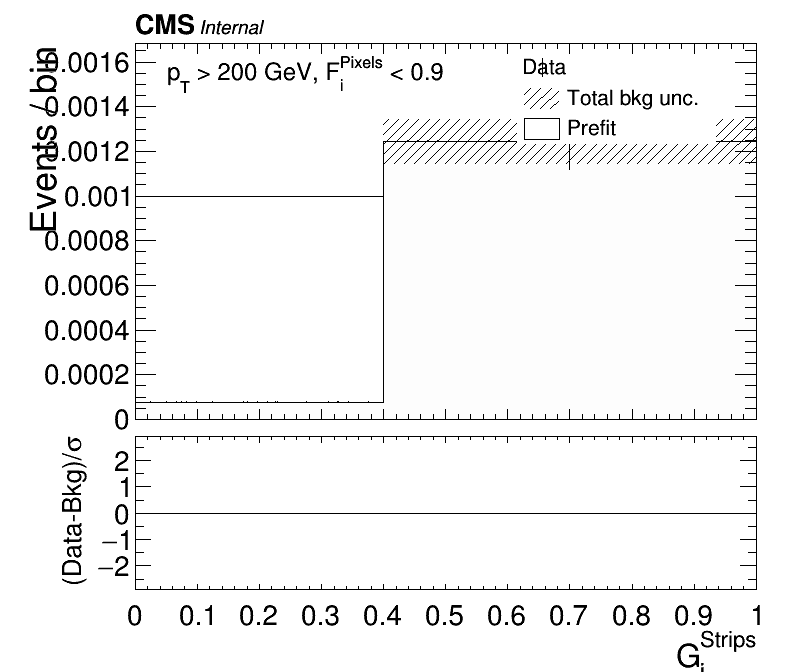 CMS Internal
Events / bin
0.0016
0.0014
0.0012
0.001
0.0008
0.0006
0.0004
0.0002
0
p_T > 200 GeV, F_i^Pixels < 0.9
Data
Total bkg unc.
Prefit
(Data-Bkg)/σ
2
1
0
−1
−2
0 0.1 0.2 0.3 0.4 0.5 0.6 0.7 0.8 0.9 1
G_i^Strips